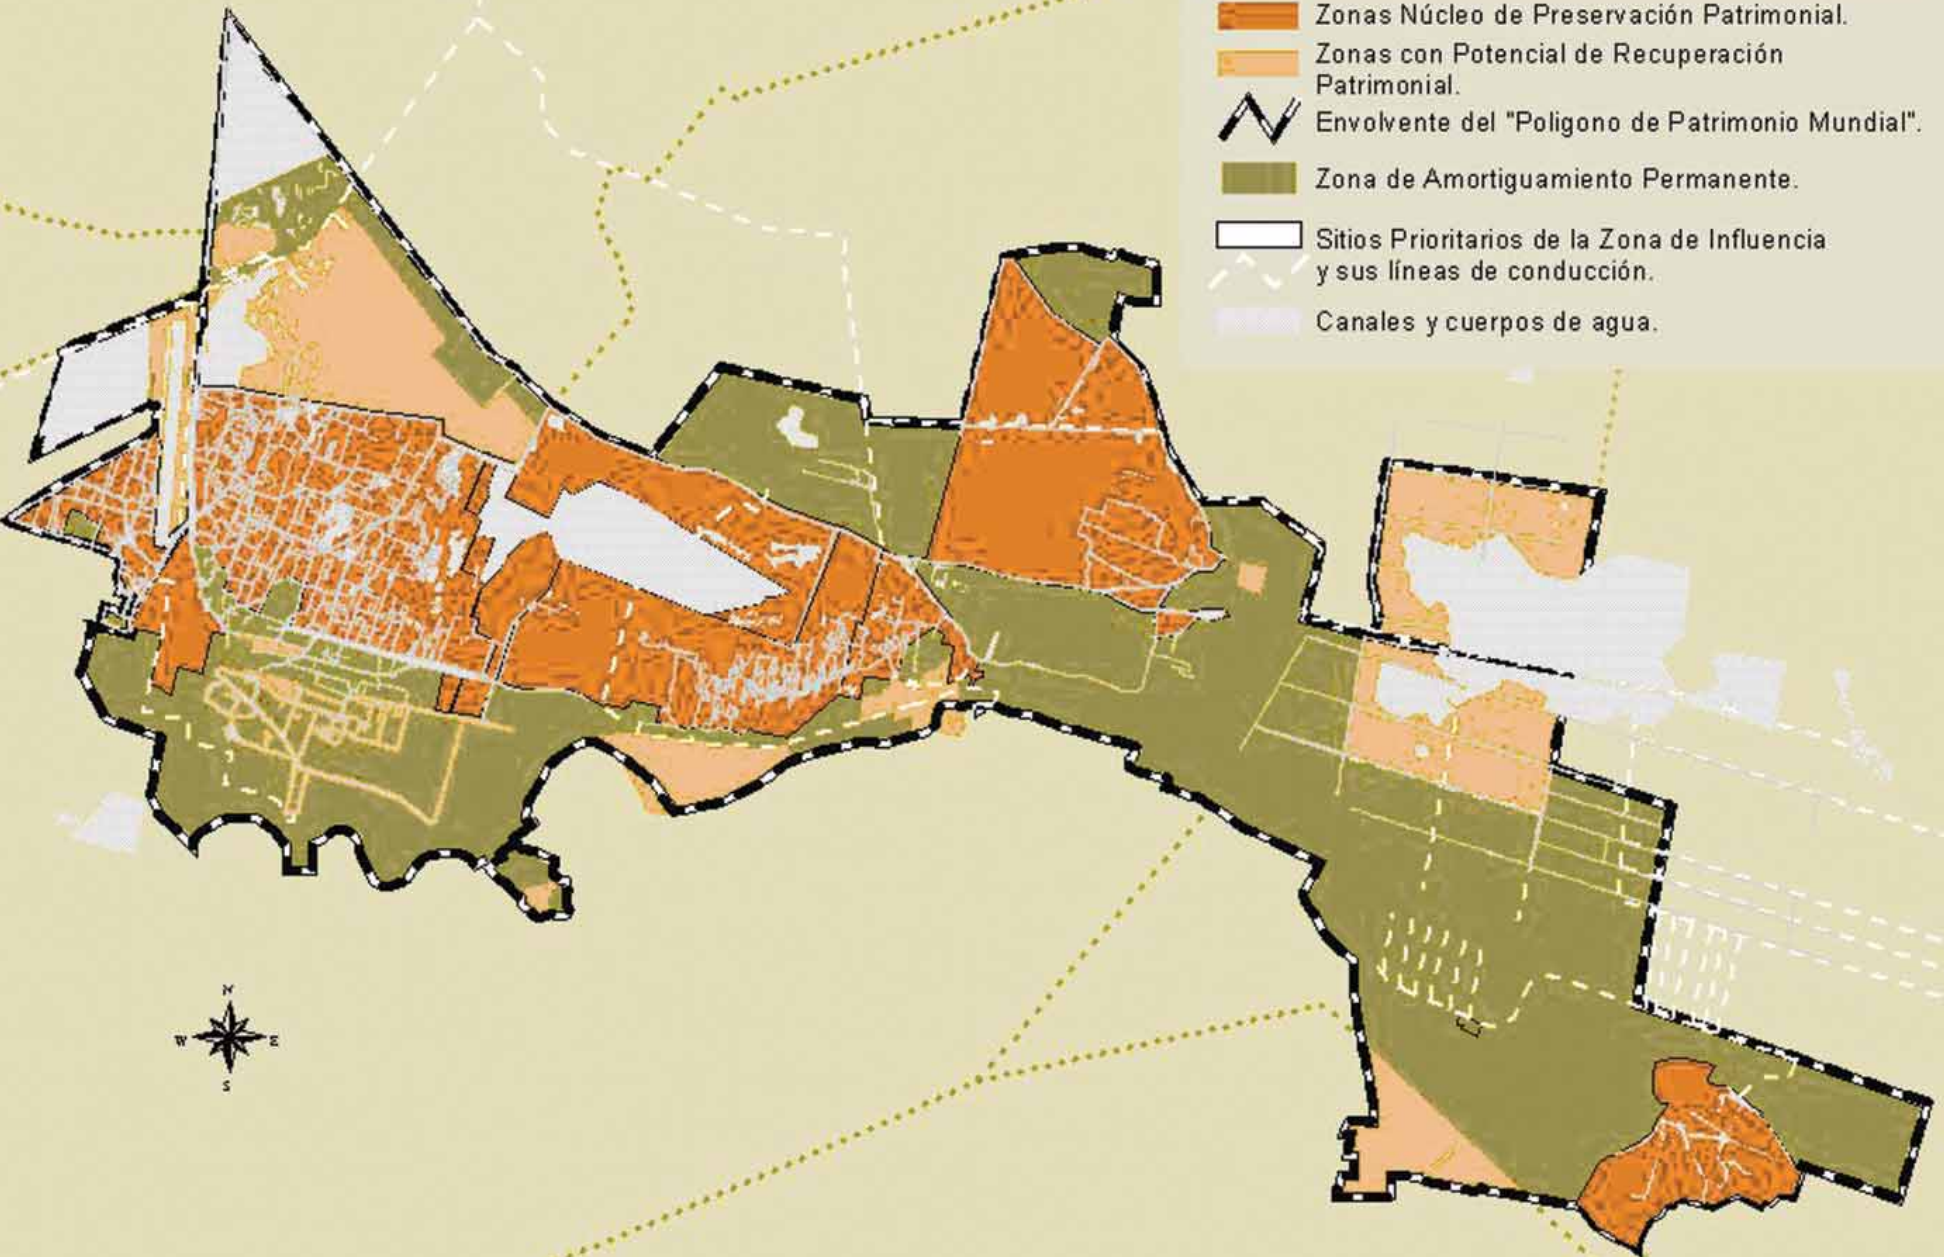 Zonas Núcleo de Preservación Patrimonial.
Zonas con Potencial de Recuperación
Patrimonial.
Envolvente del "Poligono de Patrimonio Mundial".
Zona de Amortiguamiento Permanente.
Sitios Prioritarios de la Zona de Influencia
y sus líneas de conducción.
Canales y cuerpos de agua.
N
W E
S